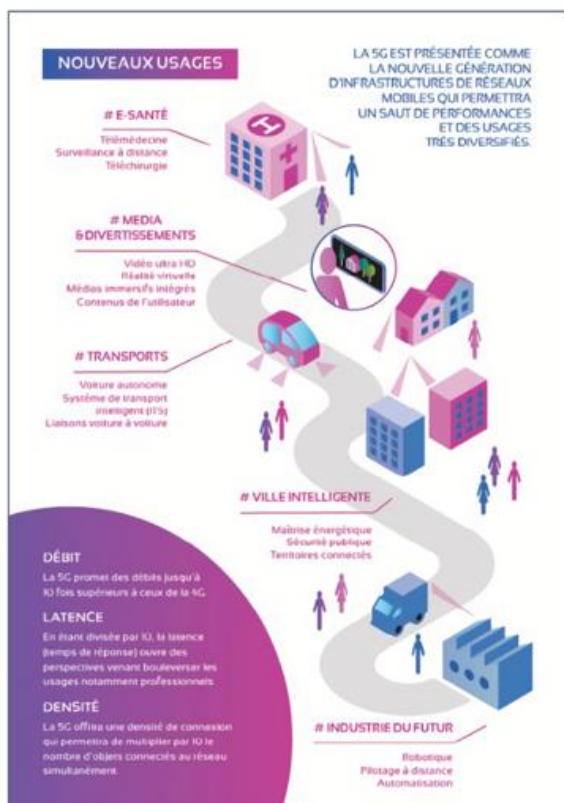 NOUVEAUX USAGES
LA 5G EST PRÉSENTÉE COMME
LA NOUVELLE GÉNÉRATION
D'INFRASTRUCTURES DE RÉSEAUX
MOBILES QUI PERMETTRA
UN SAUT DE PERFORMANCES
ET DES USAGES
TRÈS DIVERSIFIÉS.
# E-SANTÉ
Télémédecine
Surveillance à distance
Téléchirurgie
H
# MEDIA
& DIVERTISSEMENTS
Vidéo ultra HD
Réalité virtuelle
Médias immersifs intégrés
Contenus de l'utilisateur
# TRANSPORTS
Voiture autonome
Système de transport
intelligent (ITS)
Liaisons voiture à voiture
# VILLE INTELLIGENTE
Maîtrise énergétique
Sécurité publique
Territoires connectés
DÉBIT
La 5G promet des débits jusqu'à
10 fois supérieurs à ceux de la 4G.
LATENCE
En étant divisée par 10, la latence
(temps de réponse) ouvre des
perspectives venant bouleverser les
usages notamment professionnels.
DENSITÉ
La 5G offrira une densité de connexion
qui permettra de multiplier par 10 le
nombre d'objets connectés au réseau
simultanément.
# INDUSTRIE DU FUTUR
Robotique
Pilotage à distance
Automatisation